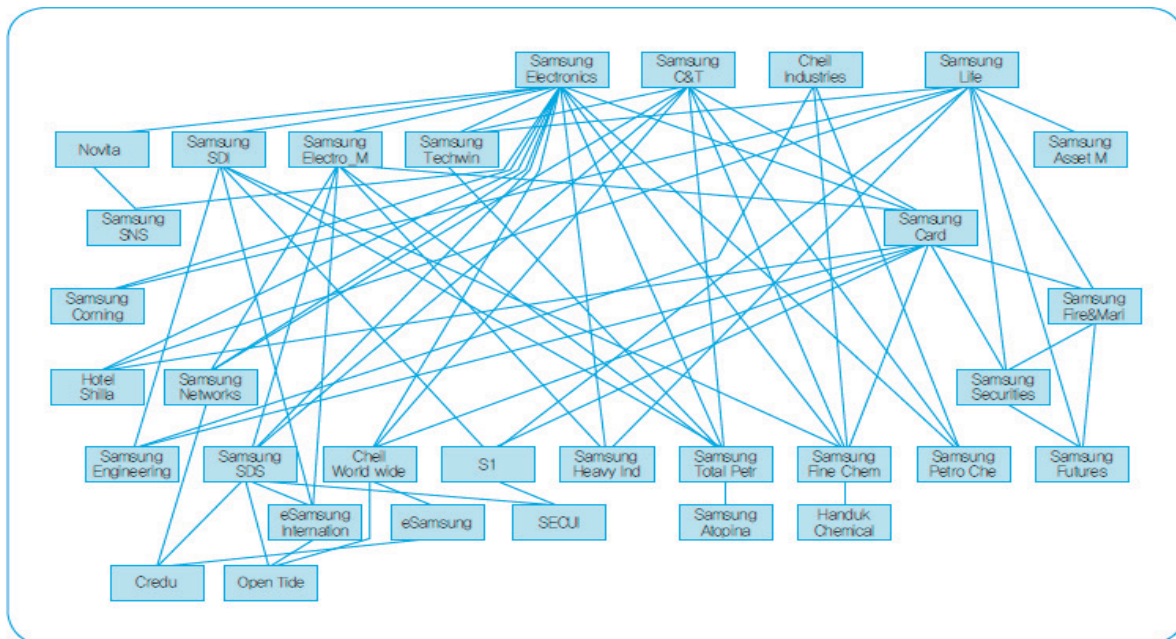 Samsung
Electronics
Samsung
C&T
Cheil
Industries
Samsung
Life
Novita
Samsung
SDI
Samsung
Electro_M
Samsung
Techwin
Samsung
Asset M
Samsung
SNS
Samsung
Card
Samsung
Corning
Samsung
Fire&Mari
Hotel
Shilla
Samsung
Networks
Samsung
Securities
Samsung
Engineering
Samsung
SDS
Cheil
World wide
S1
Samsung
Heavy Ind
Samsung
Total Petr
Samsung
Fine Chem
Samsung
Petro Che
Samsung
Futures
eSamsung
Internation
eSamsung
SECUI
Samsung
Atopina
Handuk
Chemical
Credu
Open Tide